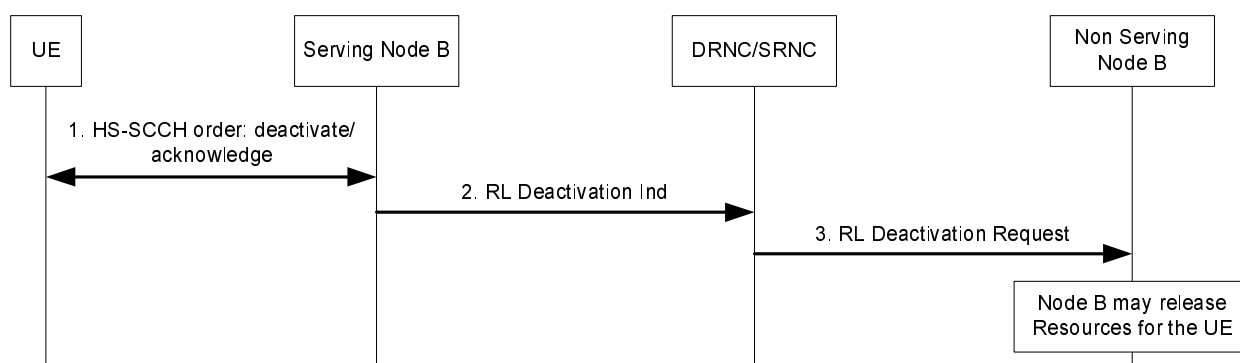 UE
Serving Node B
DRNC/SRNC
Non Serving
Node B
1. HS-SCCH order: deactivate/
acknowledge
2. RL Deactivation Ind
3. RL Deactivation Request
Node B may release
Resources for the UE